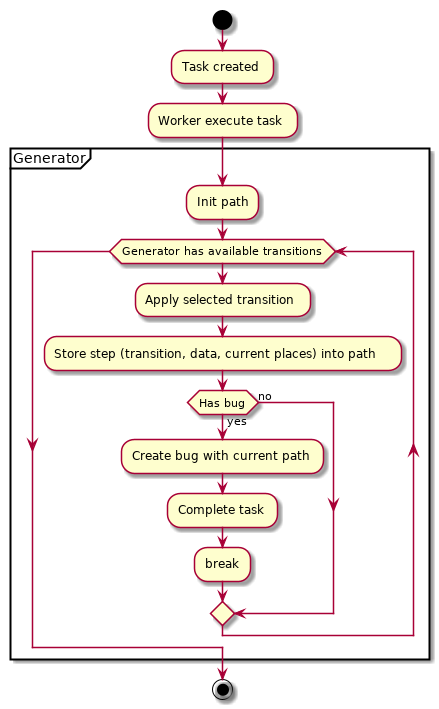 Task created
Worker execute task
Generator
Init path
Generator has available transitions
Apply selected transition
Store step (transition, data, current places) into path
Has bug
no
yes
Create bug with current path
Complete task
break